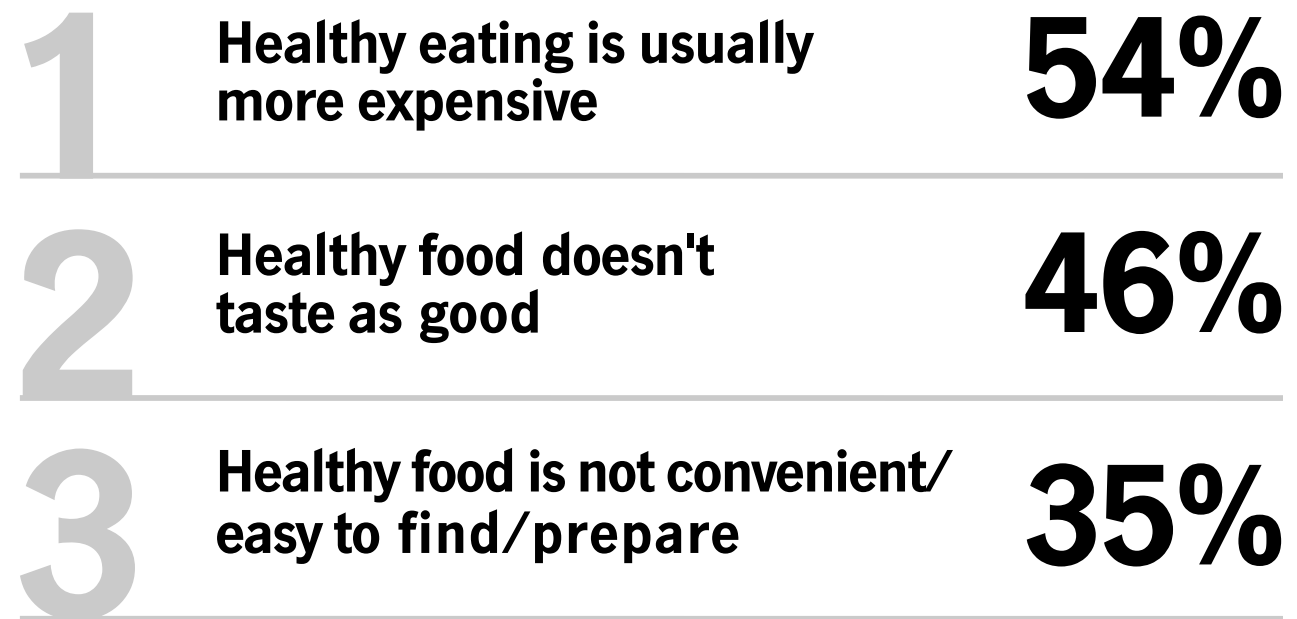 1
Healthy eating is usually
more expensive
54%
2
Healthy food doesn't
taste as good
46%
3
Healthy food is not convenient/
easy to find/prepare
35%